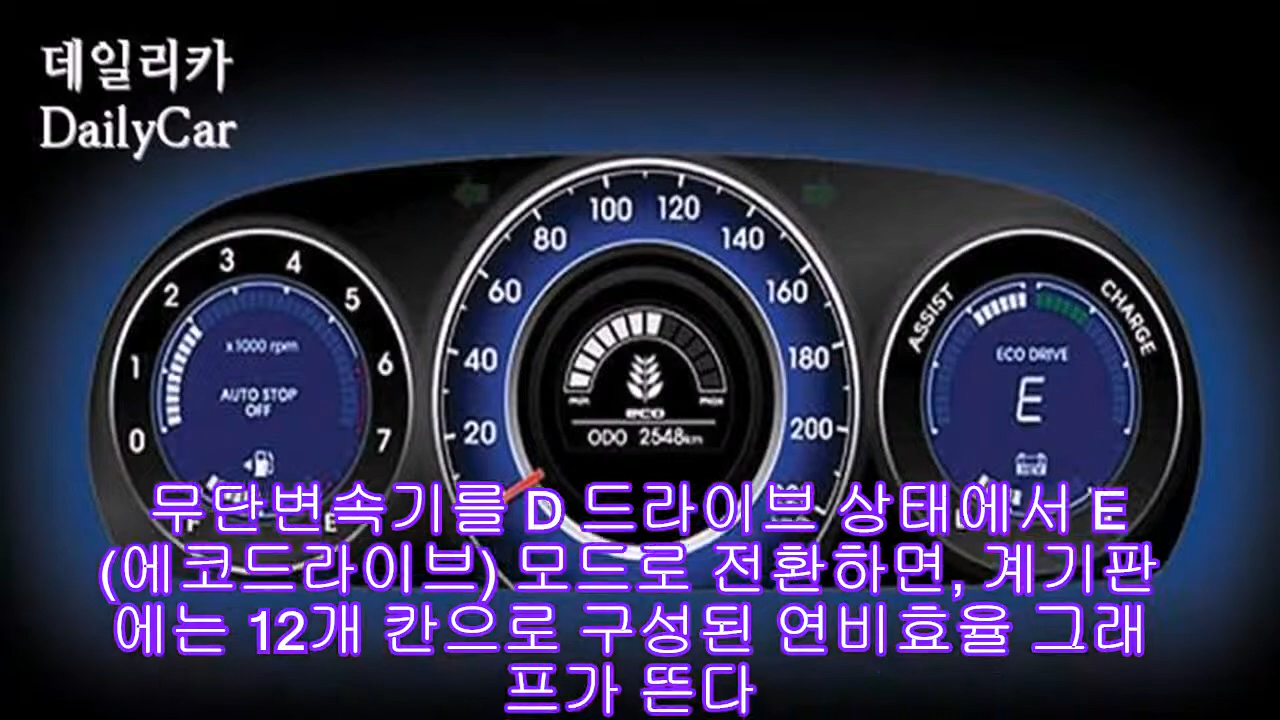 데일리카
DailyCar
0
1
2
3
4
5
6
7
x1000 rpm
AUTO STOP
OFF
F
E
20
40
60
80
100
120
140
160
180
200
eco
ODO 2548km
ASSIST
CHARGE
ECO DRIVE
E
무단변속기를 D 드라이브 상태에서 E
(에코드라이브) 모드로 전환하면, 계기판
에는 12개 칸으로 구성된 연비효율 그래
프가 뜬다